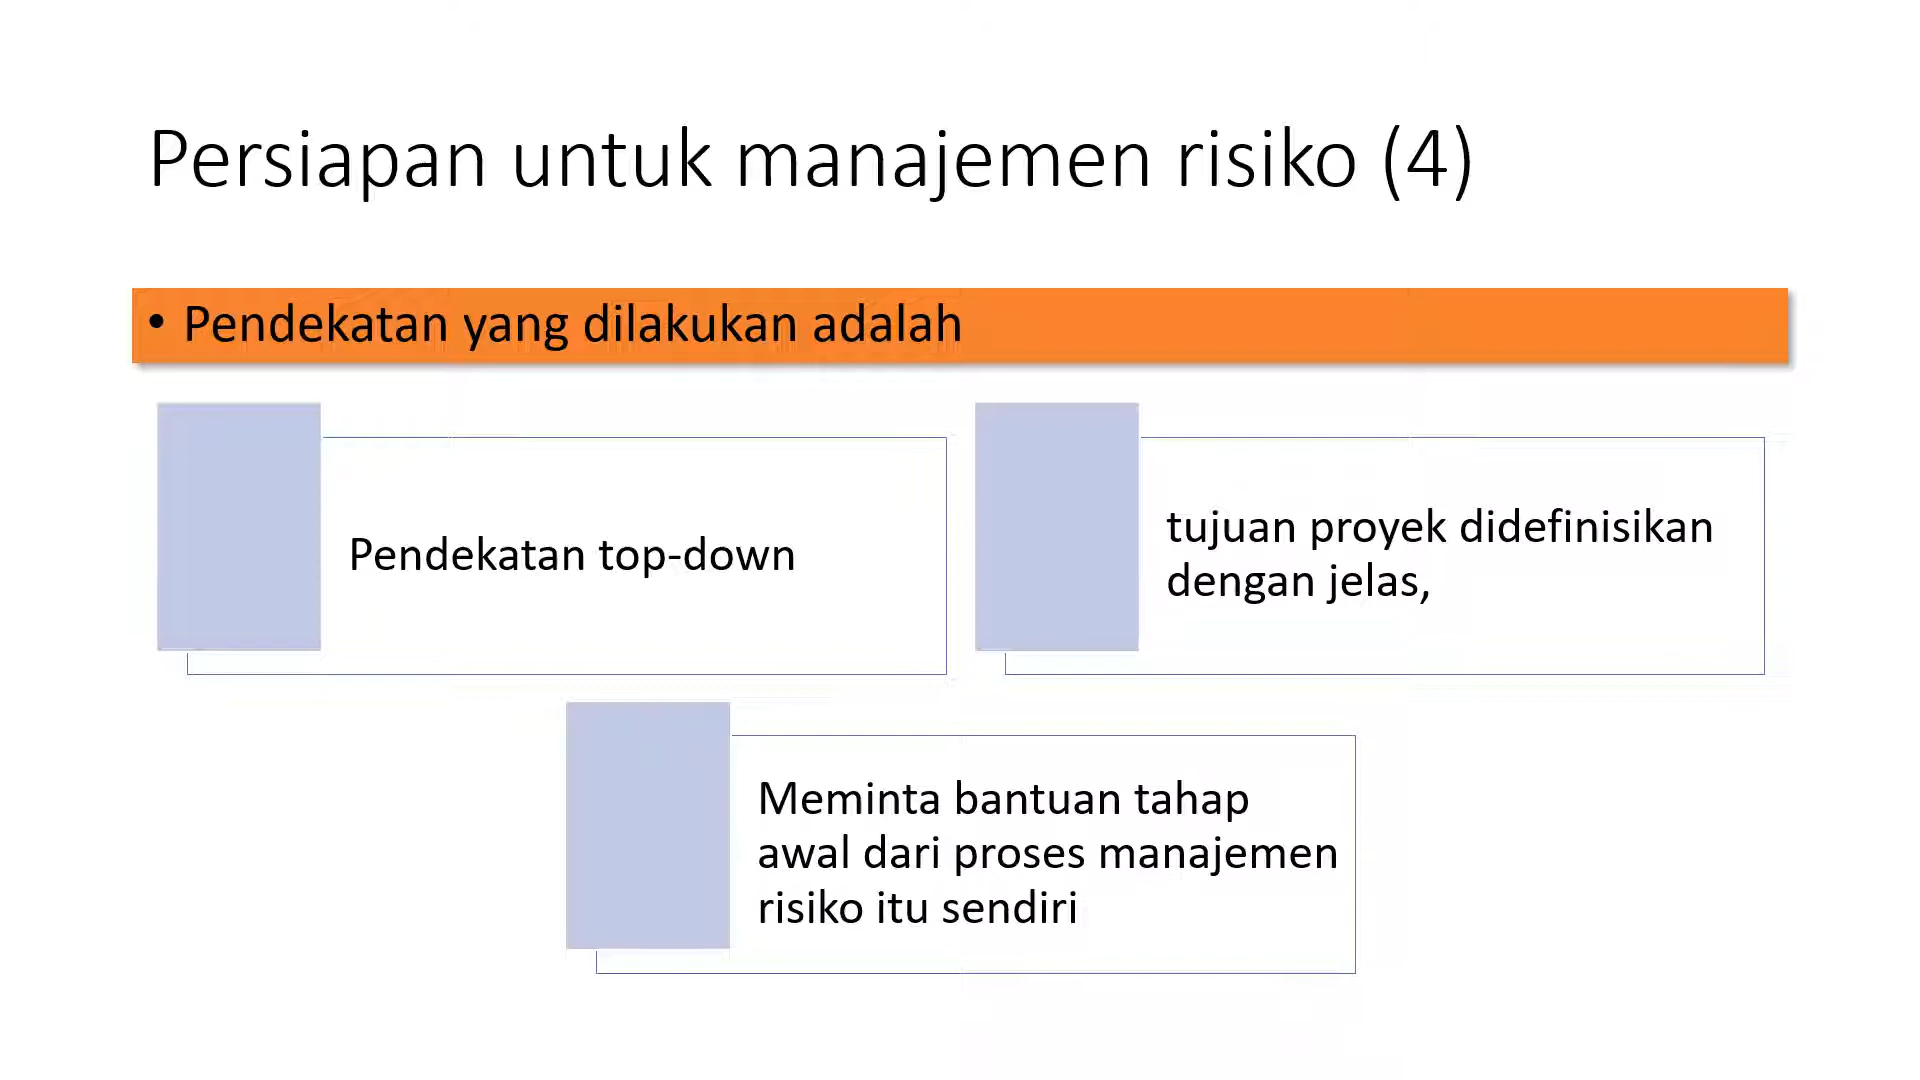 Persiapan untuk manajemen risiko (4)
• Pendekatan yang dilakukan adalah
Pendekatan top-down
tujuan proyek didefinisikan
dengan jelas,
Meminta bantuan tahap
awal dari proses manajemen
risiko itu sendiri